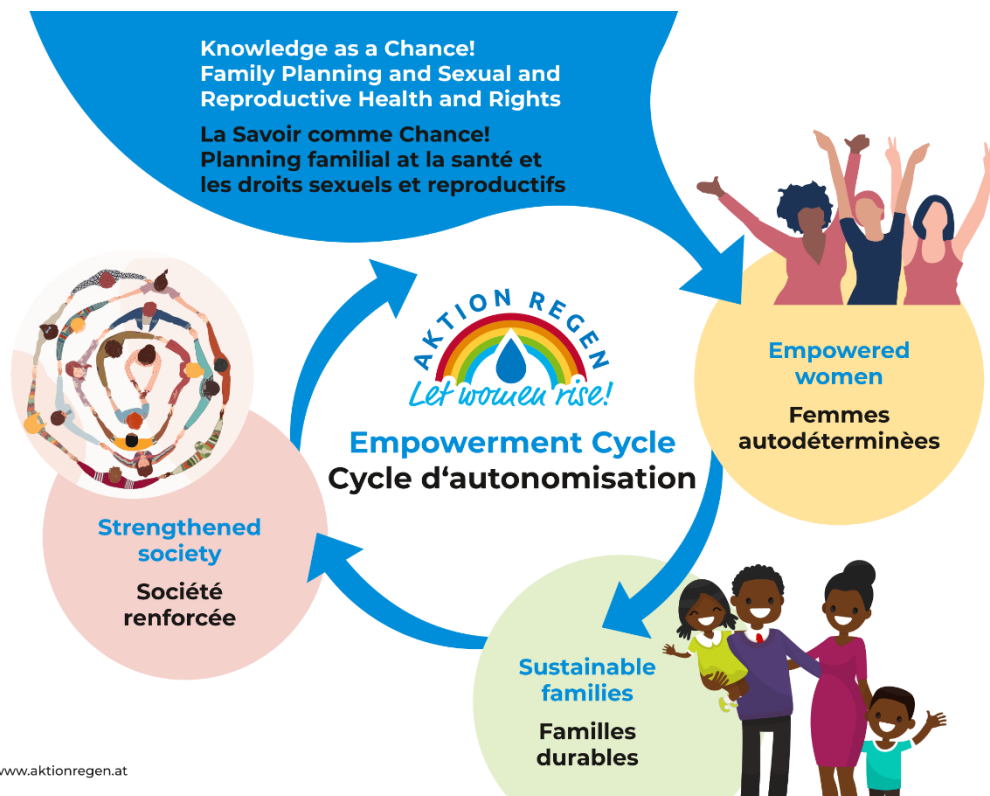 Knowledge as a Chance!
Family Planning and Sexual and
Reproductive Health and Rights
La Savoir comme Chance!
Planning familial at la santé et
les droits sexuels et reproductifs
AKTION REGEN
Let women rise!
Empowerment Cycle
Cycle d‘autonomisation
Empowered
women
Femmes
autodéterminèes
Sustainable
families
Familles
durables
Strengthened
society
Société
renforcée
www.aktionregen.at